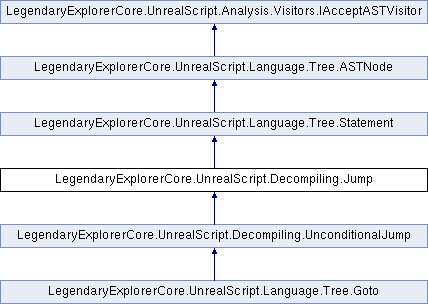 LegendaryExplorerCore.UnrealScript.Analysis.Visitors.IAcceptASTVisitor
LegendaryExplorerCore.UnrealScript.Language.Tree.ASTNode
LegendaryExplorerCore.UnrealScript.Language.Tree.Statement
LegendaryExplorerCore.UnrealScript.Decompiling.Jump
LegendaryExplorerCore.UnrealScript.Decompiling.UnconditionalJump
LegendaryExplorerCore.UnrealScript.Language.Tree.Goto